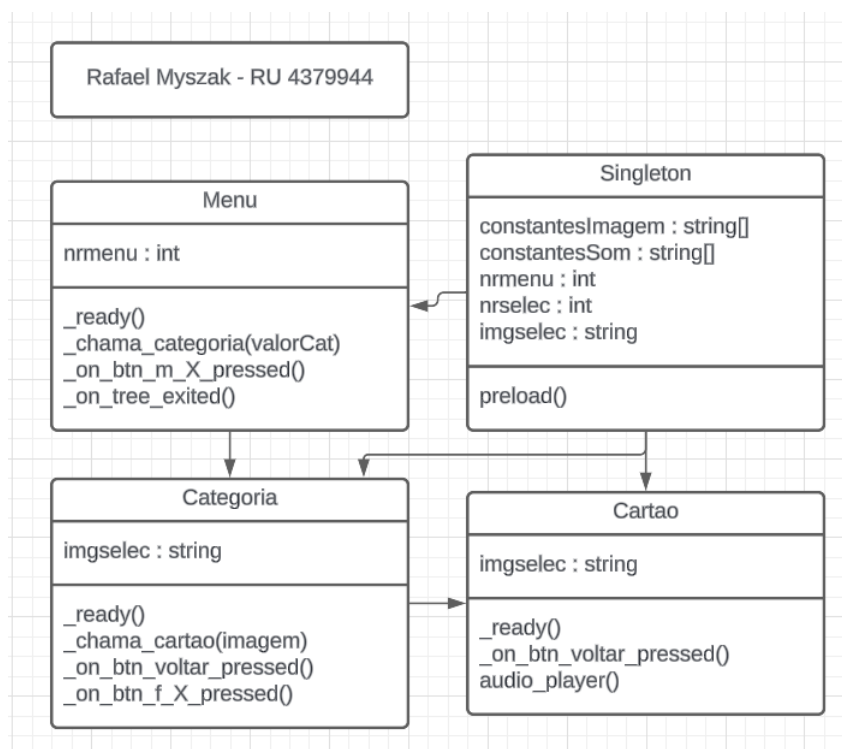 Rafael Myszak - RU 4379944
Menu
nrmenu : int
_ready()
_chama_categoria(valorCat)
_on_btn_m_X_pressed()
_on_tree_exited()
Singleton
constantesImagem : string[]
constantesSom : string[]
nrmenu : int
nrselec : int
imgselec : string
preload()
Categoria
imgselec : string
_ready()
_chama_cartao(imagem)
_on_btn_voltar_pressed()
_on_btn_f_X_pressed()
Cartao
imgselec : string
_ready()
_on_btn_voltar_pressed()
audio_player()